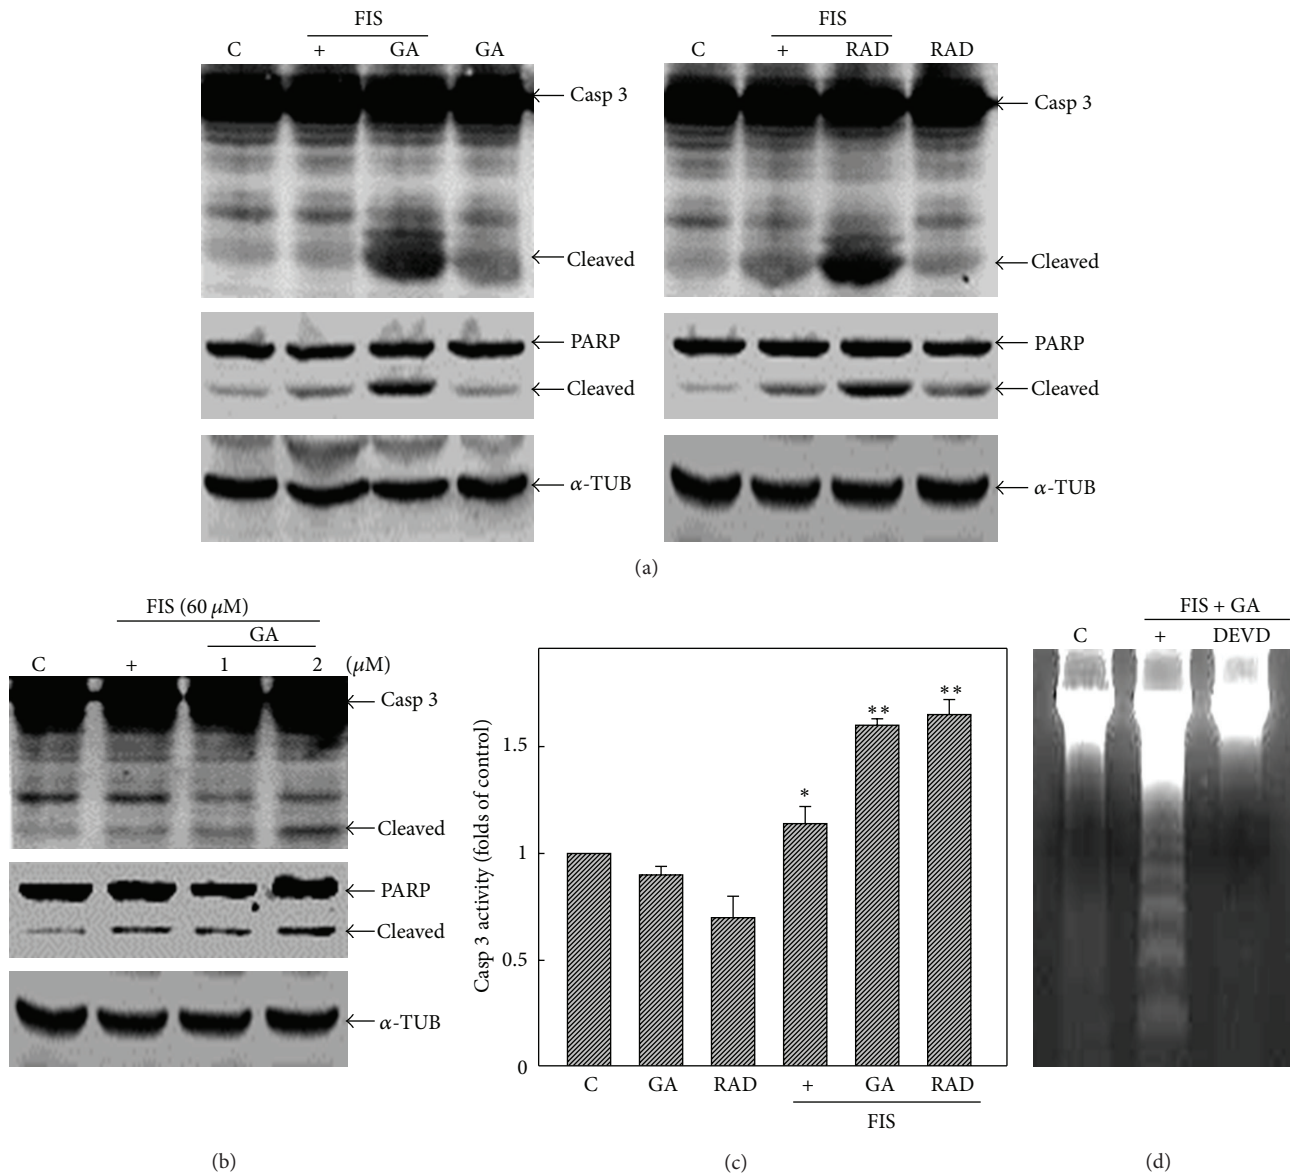 FIS FIS
C + GA GA C + RAD RAD
Casp 3 Casp 3
Cleaved Cleaved
PARP PARP
Cleaved Cleaved
α-TUB α-TUB
(a)
FIS (60 μM)
GA
C + 1 2 (μM)
Casp 3
Cleaved
PARP
Cleaved
α-TUB
(b)
Casp 3 activity (folds of control)
1.5
1
0.5
0
* ** **
C GA RAD + GA RAD
FIS
(c)
FIS + GA
C + DEVD
(d)